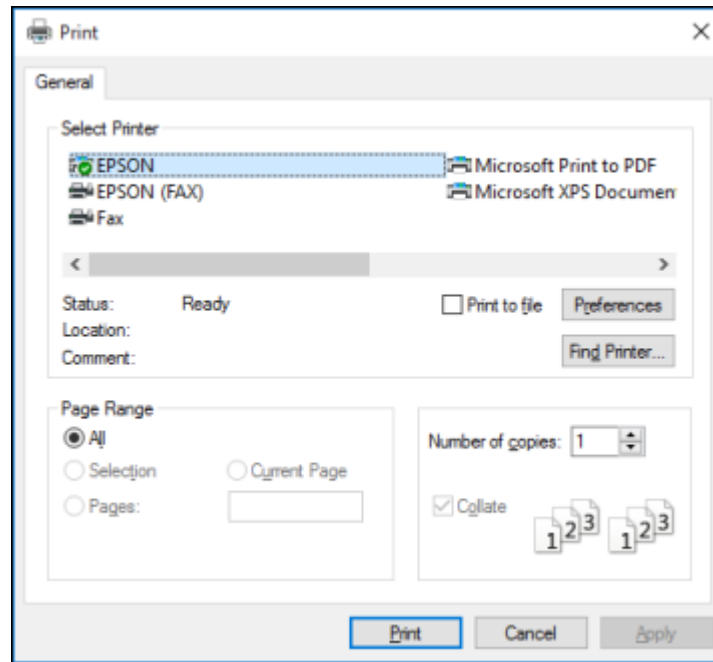 Print
General
Select Printer
EPSON
Microsoft Print to PDF
EPSON (FAX)
Microsoft XPS Documen
Fax
Status: Ready
Print to file
Preferences
Location:
Comment:
Find Printer...
Page Range
All
Selection
Current Page
Pages:
Number of copies: 1
Collate
1 2 3 1 2 3
Print
Cancel
Apply